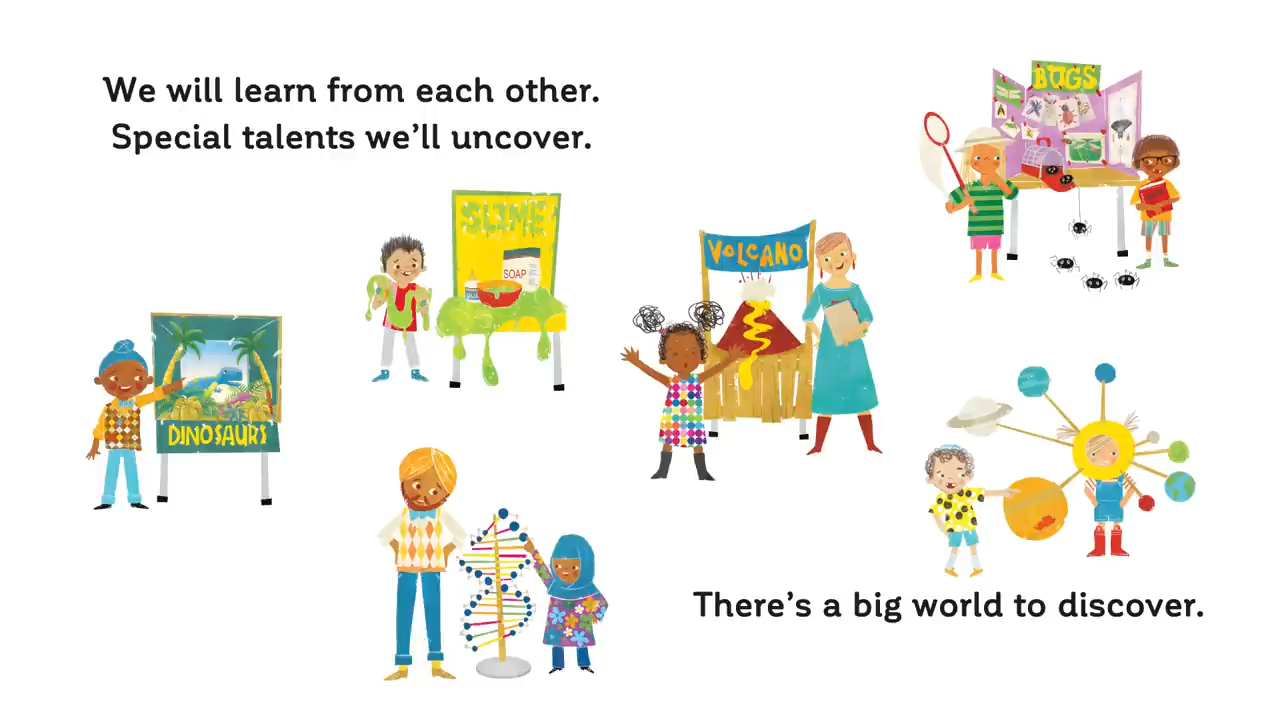 We will learn from each other.
Special talents we'll uncover.
BUGS
SLIME
SOAP
VOLCANO
DINOSAURS
There's a big world to discover.